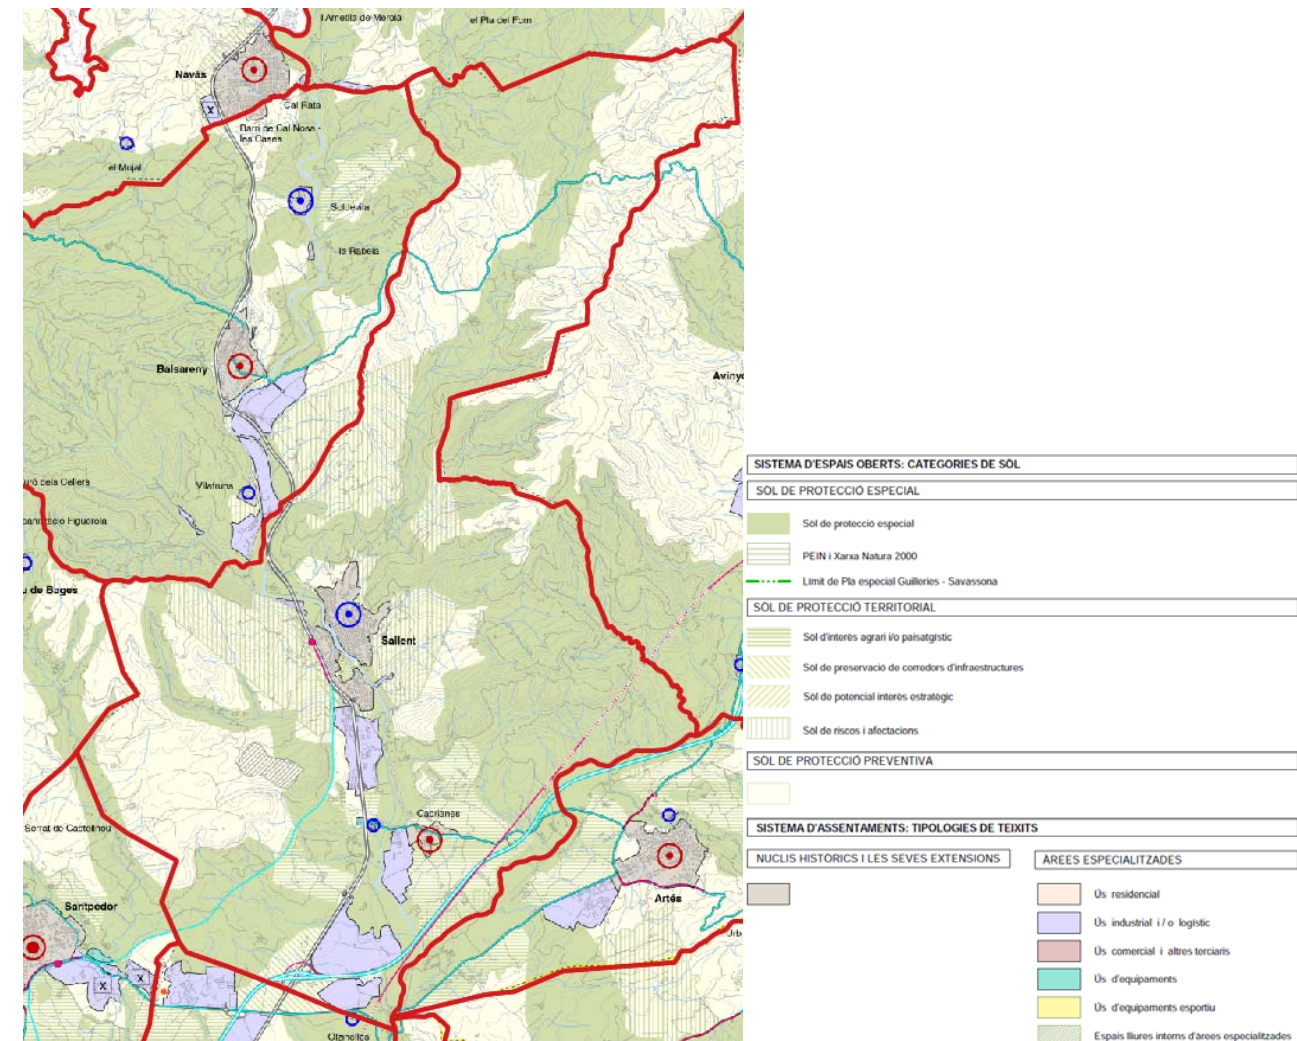 l'Ametlla de Merola
el Pla del Fum
Navàs
X
Cal Rata
Barri de Cal Nosa -
les Cases
el Mujal
Soldevila
la Rabeia
Balsareny
Avinyó
Vilafruns
Sallent
Cabrianes
Serrat de Castellnou
Santpedor
Artés
Urb
X
X
SISTEMA D'ESPAIS OBERTS: CATEGORIES DE SÒL
SÒL DE PROTECCIÓ ESPECIAL
Sòl de protecció especial
PEIN i Xarxa Natura 2000
Límit de Pla especial Guilleries - Savassona
SÒL DE PROTECCIÓ TERRITORIAL
Sòl d'interès agrari i/o paisatgístic
Sòl de preservació de corredors d'infraestructures
Sòl de potencial interès estratègic
Sòl de riscos i afectacions
SÒL DE PROTECCIÓ PREVENTIVA
SISTEMA D'ASSENTAMENTS: TIPOLOGIES DE TEIXITS
NUCLIS HISTÒRICS I LES SEVES EXTENSIONS
ÀREES ESPECIALITZADES
Ús residencial
Ús industrial i / o logístic
Ús comercial i altres terciaris
Ús d'equipaments
Ús d'equipaments esportiu
Espais lliures interns d'àrees especialitzades